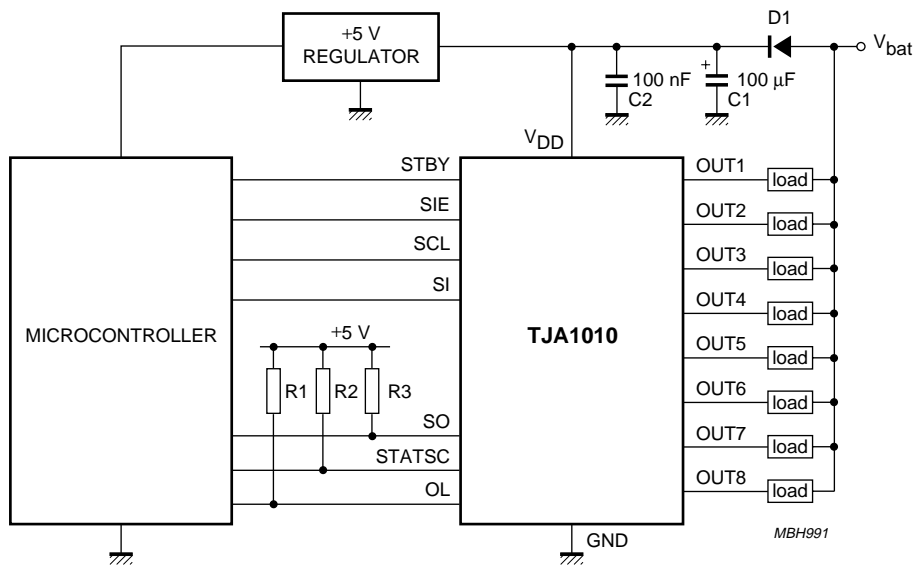 +5 V
REGULATOR
D1
V_bat
100 nF
C2
+
100 μF
C1
V_DD
STBY
SIE
SCL
SI
OUT1 load
OUT2 load
OUT3 load
OUT4 load
OUT5 load
OUT6 load
OUT7 load
OUT8 load
MICROCONTROLLER
TJA1010
+5 V
R1 R2 R3
SO
STATSC
OL
GND
MBH991